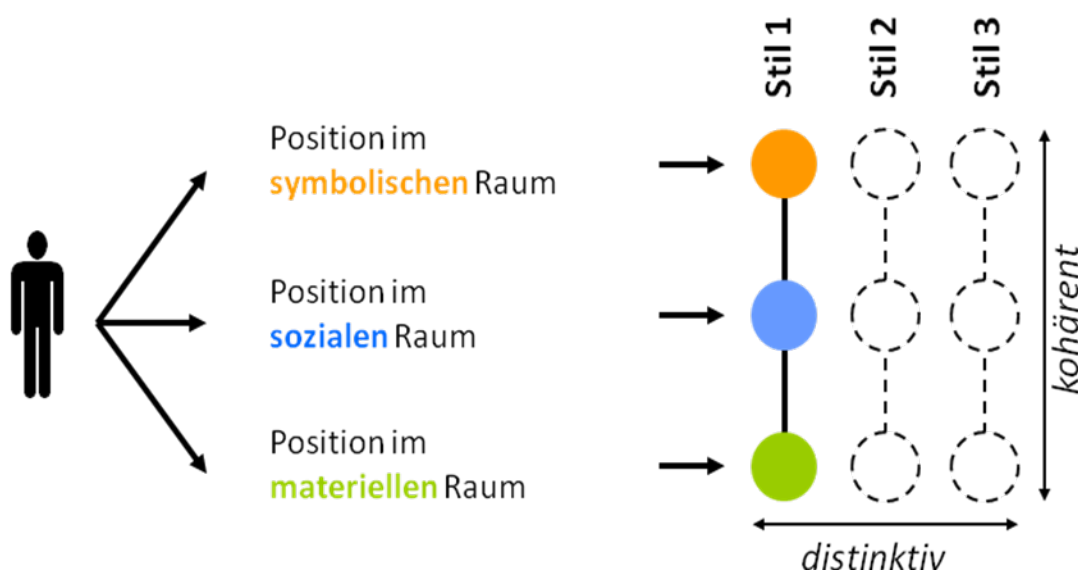 Stil 1
Stil 2
Stil 3
Position im
symbolischen Raum
Position im
sozialen Raum
Position im
materiellen Raum
kohärent
distinktiv